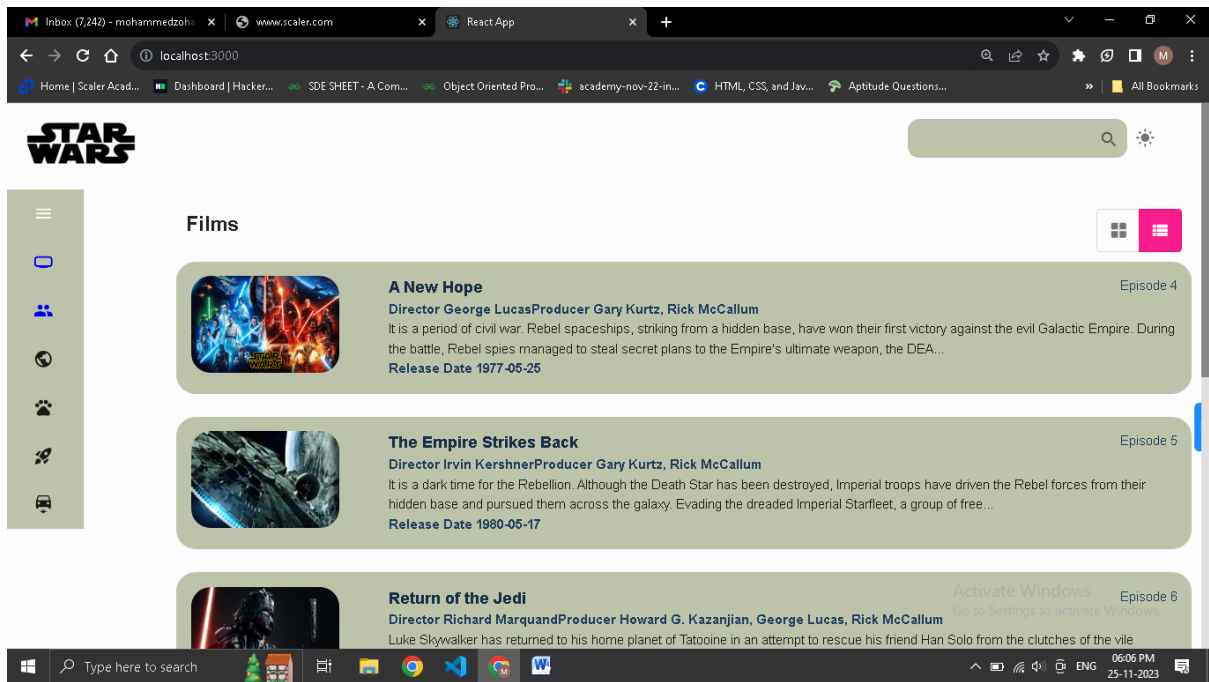 Inbox (7,242) - mohammedzoha
www.scaler.com
React App
localhost:3000
M
Home | Scaler Acad...
Dashboard | Hacker...
SDE SHEET - A Com...
Object Oriented Pro...
academy-nov-22-in...
HTML, CSS, and Jav...
Aptitude Questions...
»
All Bookmarks
STAR
WARS
Films
A New Hope
Episode 4
Director George LucasProducer Gary Kurtz, Rick McCallum
It is a period of civil war. Rebel spaceships, striking from a hidden base, have won their first victory against the evil Galactic Empire. During
the battle, Rebel spies managed to steal secret plans to the Empire's ultimate weapon, the DEA...
Release Date 1977-05-25
STAR
WARS
The Empire Strikes Back
Episode 5
Director Irvin KershnerProducer Gary Kurtz, Rick McCallum
It is a dark time for the Rebellion. Although the Death Star has been destroyed, Imperial troops have driven the Rebel forces from their
hidden base and pursued them across the galaxy. Evading the dreaded Imperial Starfleet, a group of free...
Release Date 1980-05-17
Return of the Jedi
Episode 6
Director Richard MarquandProducer Howard G. Kazanjian, George Lucas, Rick McCallum
Luke Skywalker has returned to his home planet of Tatooine in an attempt to rescue his friend Han Solo from the clutches of the vile
Activate Windows
Go to Settings to activate Windows.
Type here to search
ENG
06:06 PM
25-11-2023